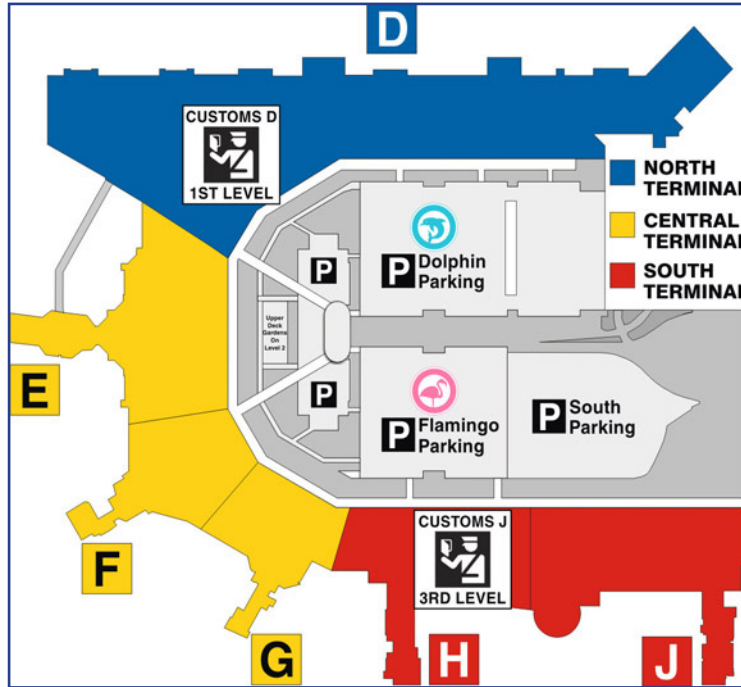 D
CUSTOMS D
1ST LEVEL
NORTH
TERMINAL
CENTRAL
TERMINAL
SOUTH
TERMINAL
P
P Dolphin
Parking
Upper
Deck
Gardens
On
Level 2
E
P
P Flamingo
Parking
P South
Parking
CUSTOMS J
3RD LEVEL
F
G
H
J